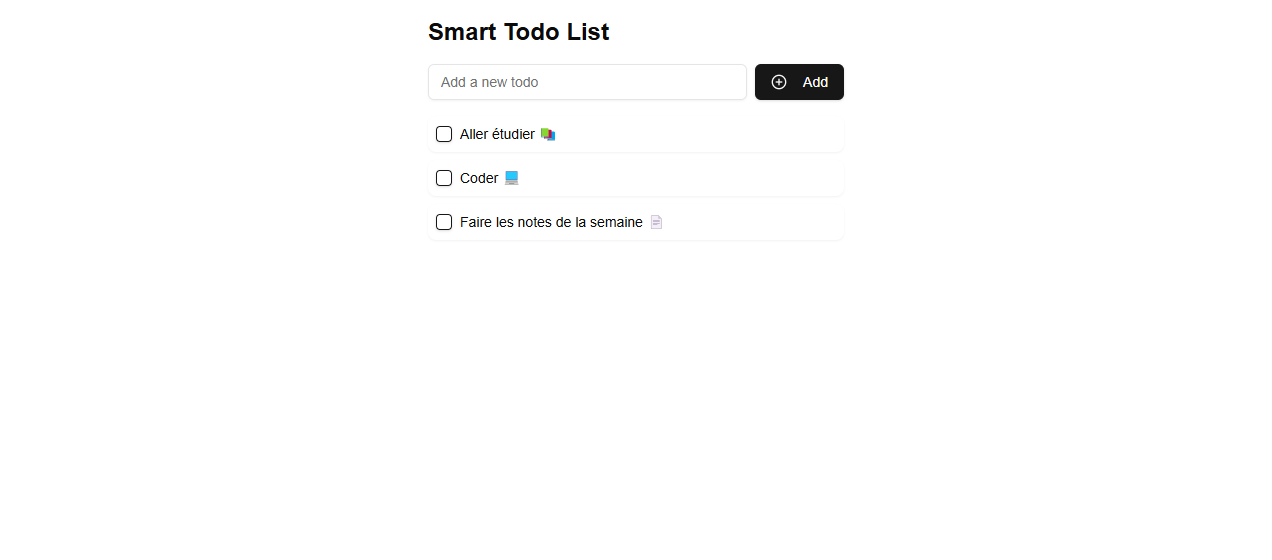 Smart Todo List
Add a new todo
Add
Aller étudier 📚
Coder 💻
Faire les notes de la semaine 📄